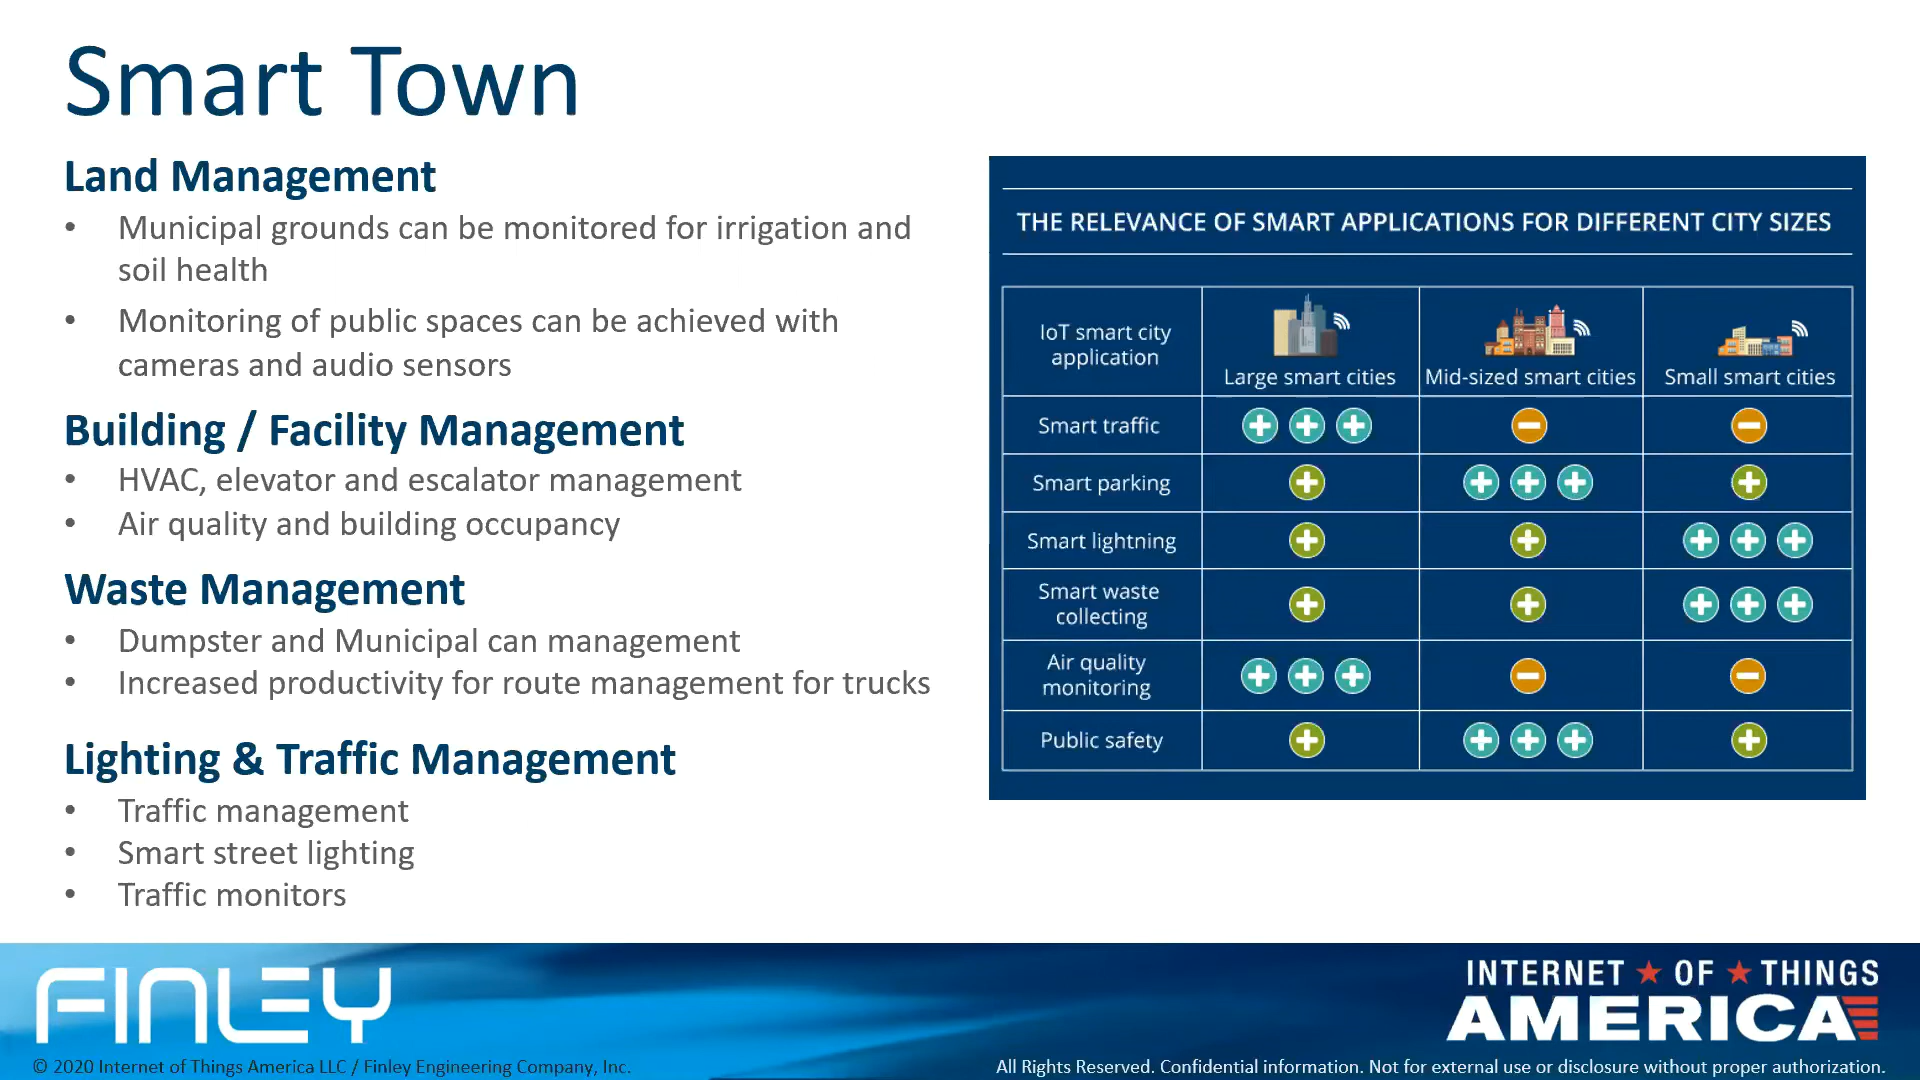 Smart Town
Land Management
• Municipal grounds can be monitored for irrigation and
soil health
• Monitoring of public spaces can be achieved with
cameras and audio sensors
Building / Facility Management
• HVAC, elevator and escalator management
• Air quality and building occupancy
Waste Management
• Dumpster and Municipal can management
• Increased productivity for route management for trucks
Lighting & Traffic Management
• Traffic management
• Smart street lighting
• Traffic monitors
THE RELEVANCE OF SMART APPLICATIONS FOR DIFFERENT CITY SIZES
IoT smart city
application
Large smart cities
Mid-sized smart cities
Small smart cities
Smart traffic
Smart parking
Smart lightning
Smart waste
collecting
Air quality
monitoring
Public safety
FINLEY
INTERNET OF THINGS
AMERICA
© 2020 Internet of Things America LLC / Finley Engineering Company, Inc.
All Rights Reserved. Confidential information. Not for external use or disclosure without proper authorization.